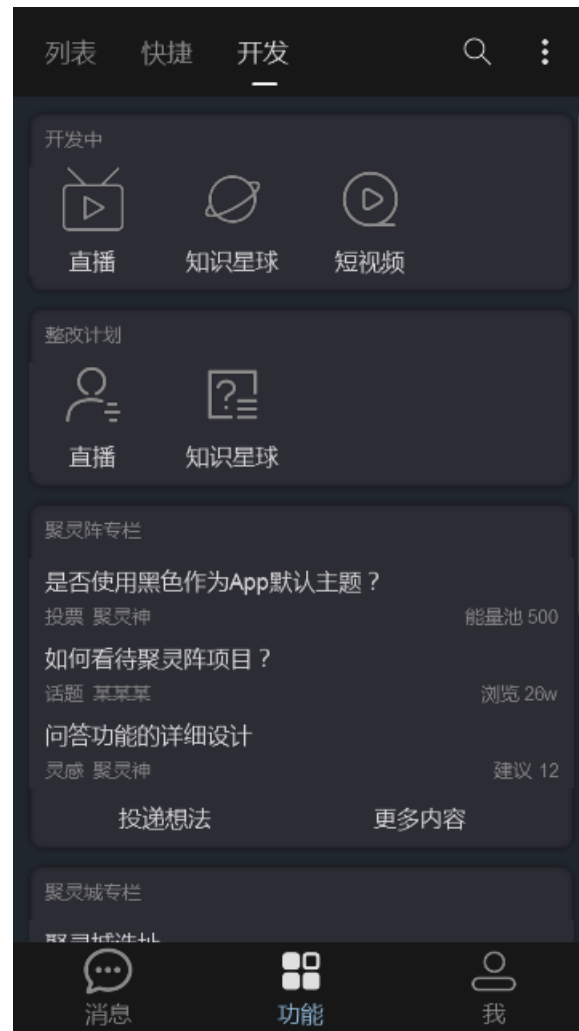 列表 快捷 开发
开发中
直播 知识星球 短视频
整改计划
直播 知识星球
聚灵阵专栏
是否使用黑色作为App默认主题？
投票 聚灵神 能量池 500
如何看待聚灵阵项目？
话题 某某某 浏览 26w
问答功能的详细设计
灵感 聚灵神 建议 12
投递想法 更多内容
聚灵城专栏
聚灵城选址
消息 功能 我